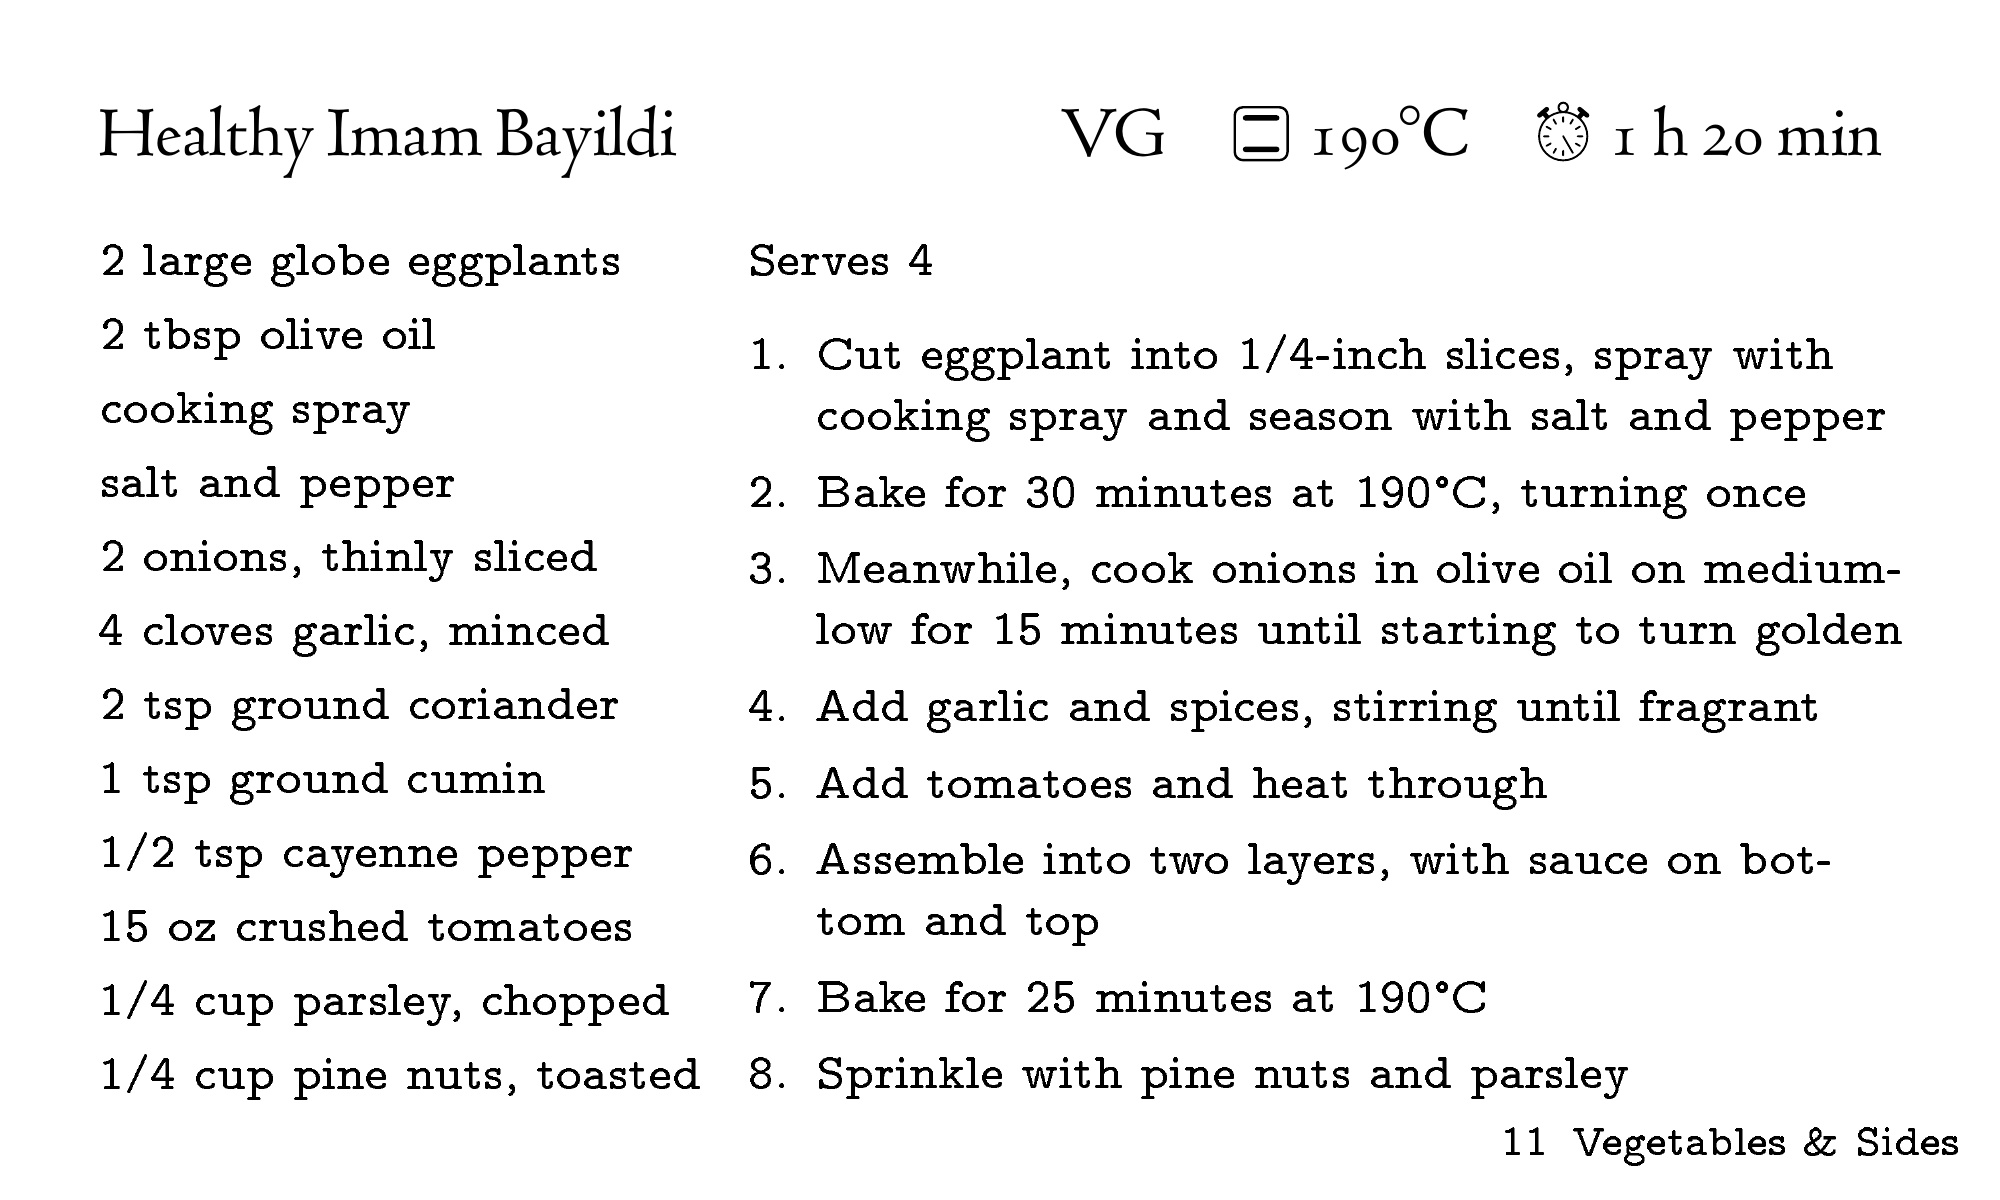 Healthy Imam Bayildi
VG 190°C 1 h 20 min
2 large globe eggplants
2 tbsp olive oil
cooking spray
salt and pepper
2 onions, thinly sliced
4 cloves garlic, minced
2 tsp ground coriander
1 tsp ground cumin
1/2 tsp cayenne pepper
15 oz crushed tomatoes
1/4 cup parsley, chopped
1/4 cup pine nuts, toasted
Serves 4
1. Cut eggplant into 1/4-inch slices, spray with
cooking spray and season with salt and pepper
2. Bake for 30 minutes at 190°C, turning once
3. Meanwhile, cook onions in olive oil on medium-
low for 15 minutes until starting to turn golden
4. Add garlic and spices, stirring until fragrant
5. Add tomatoes and heat through
6. Assemble into two layers, with sauce on bot-
tom and top
7. Bake for 25 minutes at 190°C
8. Sprinkle with pine nuts and parsley
11 Vegetables & Sides